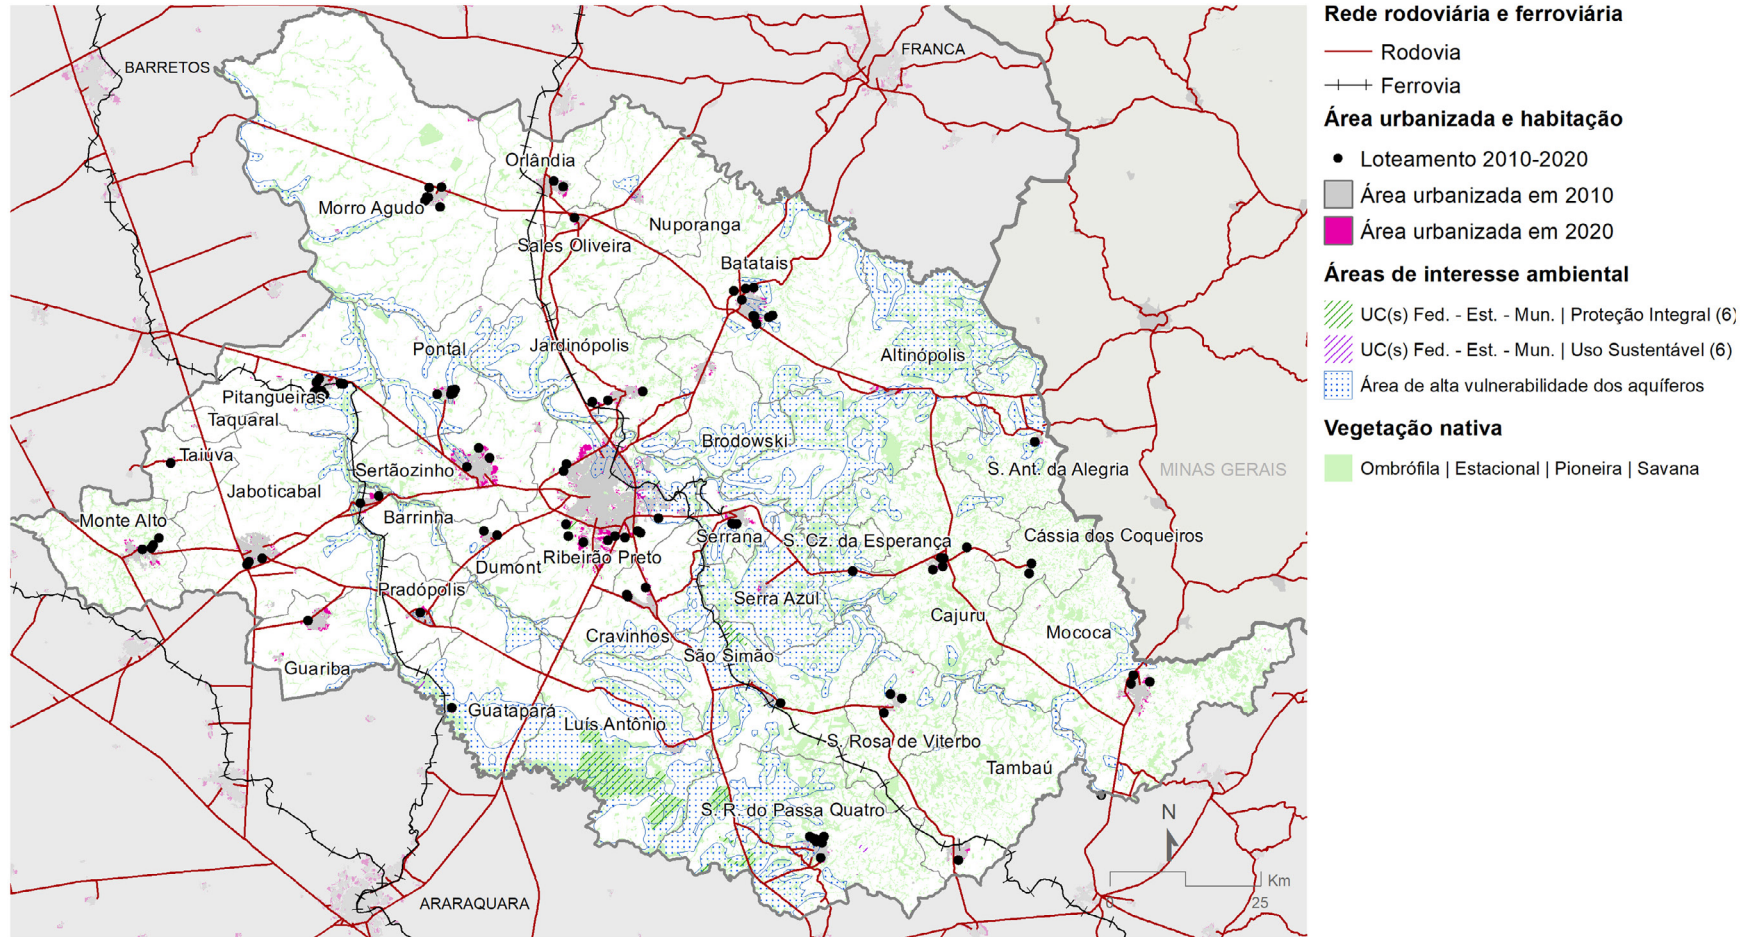 BARRETOS
FRANCA
Orlândia
Morro Agudo
Nuporanga
Sales Oliveira
Batatais
Pontal
Jardinópolis
Altinópolis
Pitangueiras
Taquaral
Brodowski
Taiúva
Sertãozinho
S. Ant. da Alegria
MINAS GERAIS
Jaboticabal
Monte Alto
Barrinha
Serrana
S. Cz. da Esperança
Cássia dos Coqueiros
Ribeirão Preto
Dumont
Pradópolis
Serra Azul
Cajuru
Mococa
Cravinhos
São Simão
Guariba
Guatapará
Luís Antônio
S. Rosa de Viterbo
Tambaú
S. R. do Passa Quatro
ARARAQUARA
N
Km
0
25
Rede rodoviária e ferroviária
Rodovia
Ferrovia
Área urbanizada e habitação
Loteamento 2010-2020
Área urbanizada em 2010
Área urbanizada em 2020
Áreas de interesse ambiental
UC(s) Fed. - Est. - Mun. | Proteção Integral (6)
UC(s) Fed. - Est. - Mun. | Uso Sustentável (6)
Área de alta vulnerabilidade dos aquíferos
Vegetação nativa
Ombrófila | Estacional | Pioneira | Savana